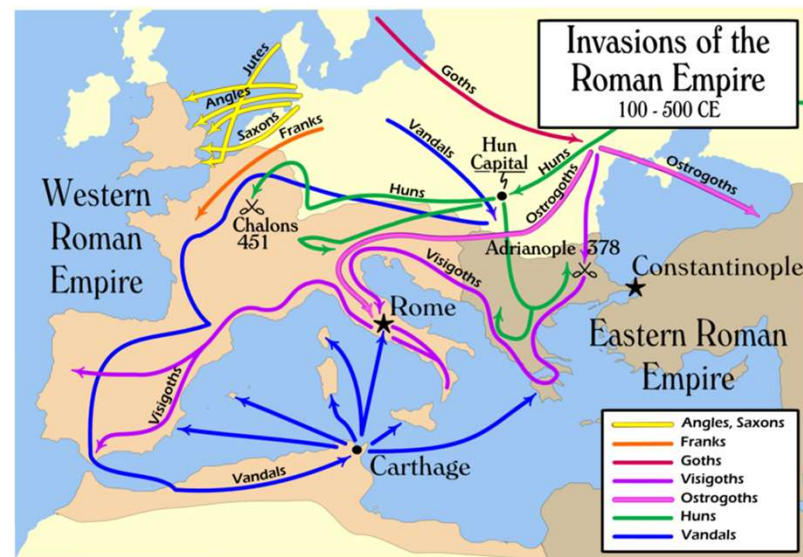 Invasions of the
Roman Empire
100 - 500 CE
Jutes
Angles
Saxons
Franks
Goths
Vandals
Hun
Capital
Huns
Ostrogoths
Ostrogoths
Huns
Western
Roman
Empire
Chalons
451
Adrianople 378
Visigoths
Constantinople
Rome
Eastern Roman
Empire
Visigoths
Carthage
Vandals
Angles, Saxons
Franks
Goths
Visigoths
Ostrogoths
Huns
Vandals